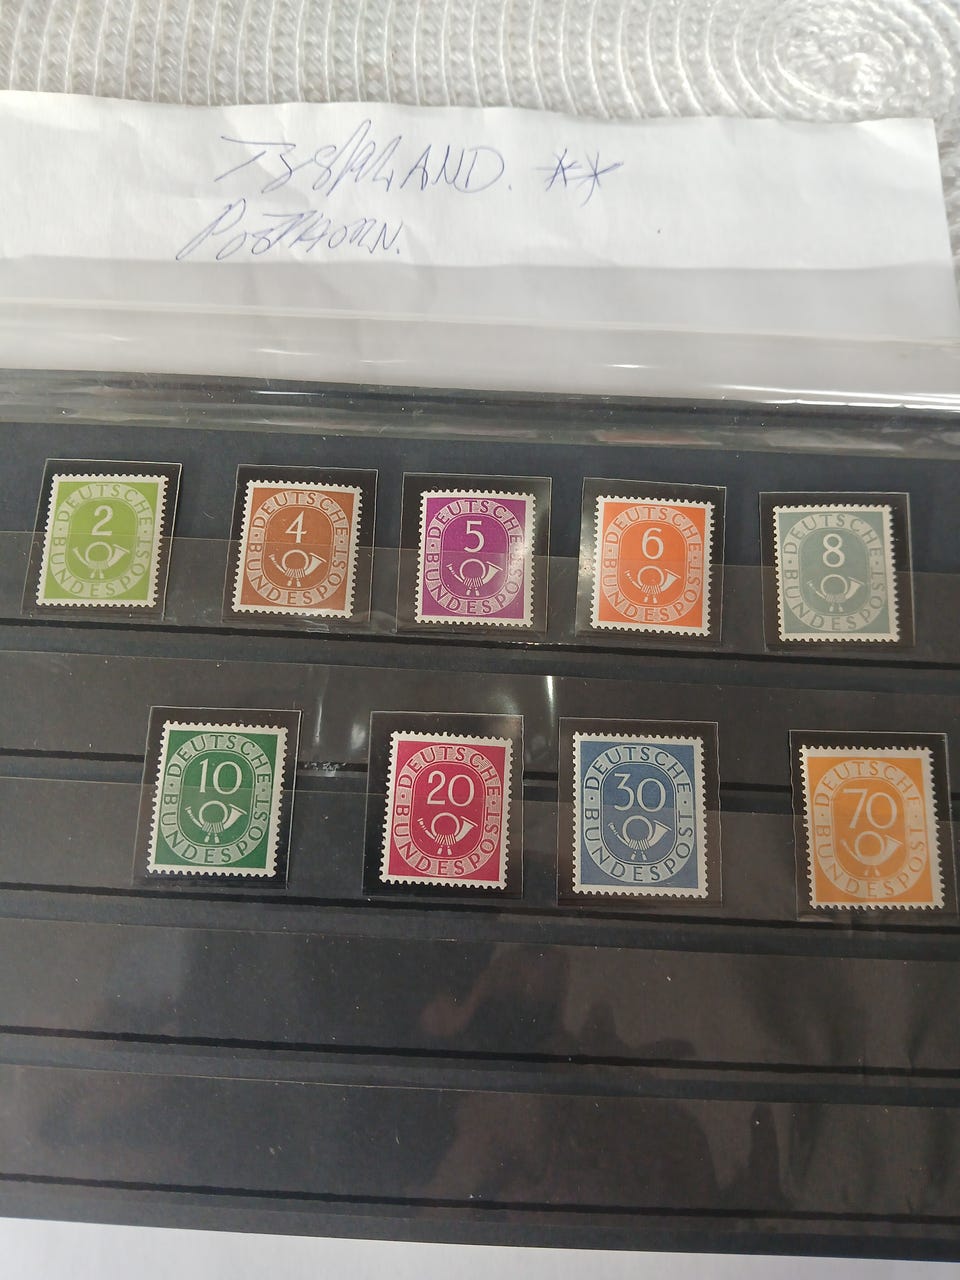 LAND. **
POSTHORN.
DEUTSCHE
2
BUNDESPOST
DEUTSCHE
4
BUNDESPOST
DEUTSCHE
5
BUNDESPOST
DEUTSCHE
6
BUNDESPOST
DEUTSCHE
8
BUNDESPOST
DEUTSCHE
10
BUNDESPOST
DEUTSCHE
20
BUNDESPOST
DEUTSCHE
30
BUNDESPOST
DEUTSCHE
70
BUNDESPOST